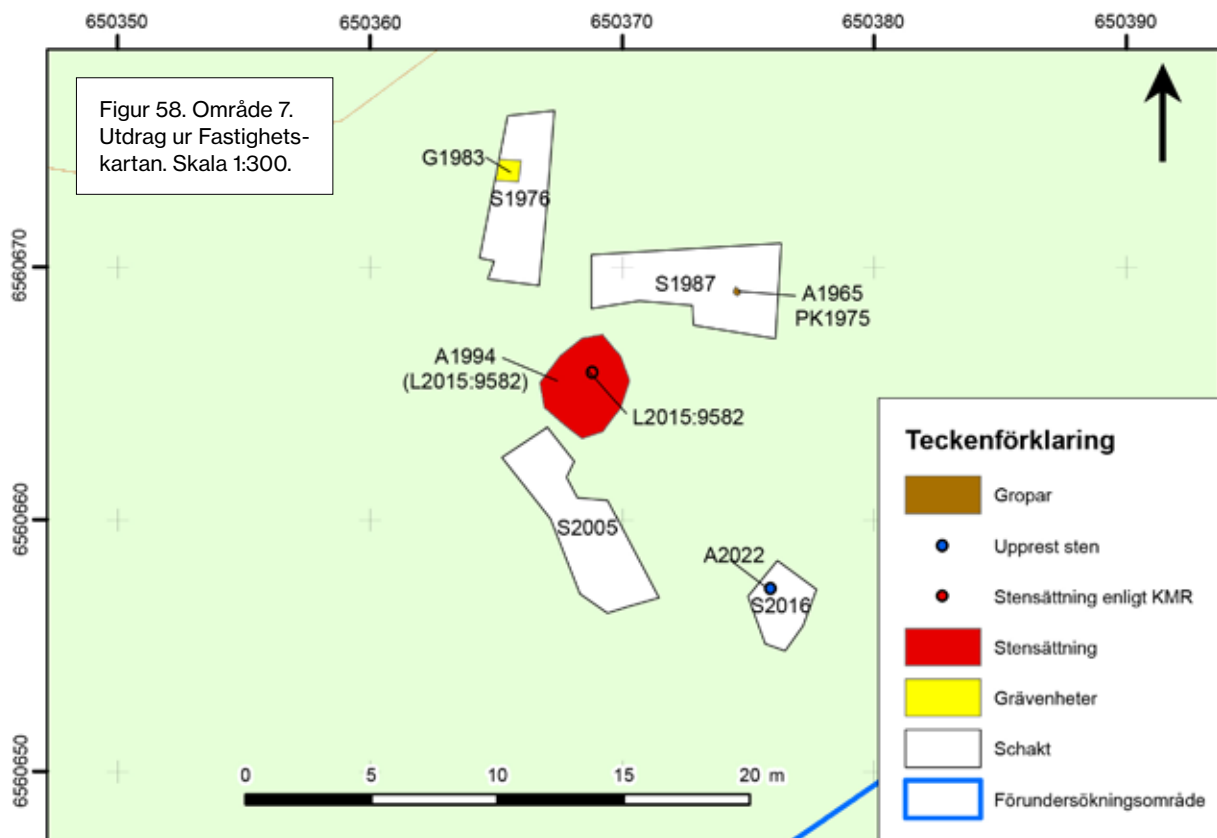 650350
650360
650370
650380
650390
Figur 58. Område 7.
Utdrag ur Fastighets-
kartan. Skala 1:300.
G1983
S1976
6560670
S1987
A1965
PK1975
A1994
(L2015:9582)
L2015:9582
Teckenförklaring
Gropar
6560660
S2005
A2022
Upprest sten
S2016
Stensättning enligt KMR
Stensättning
Grävenheter
Schakt
6560650
0 5 10 15 20 m
Förundersökningsområde